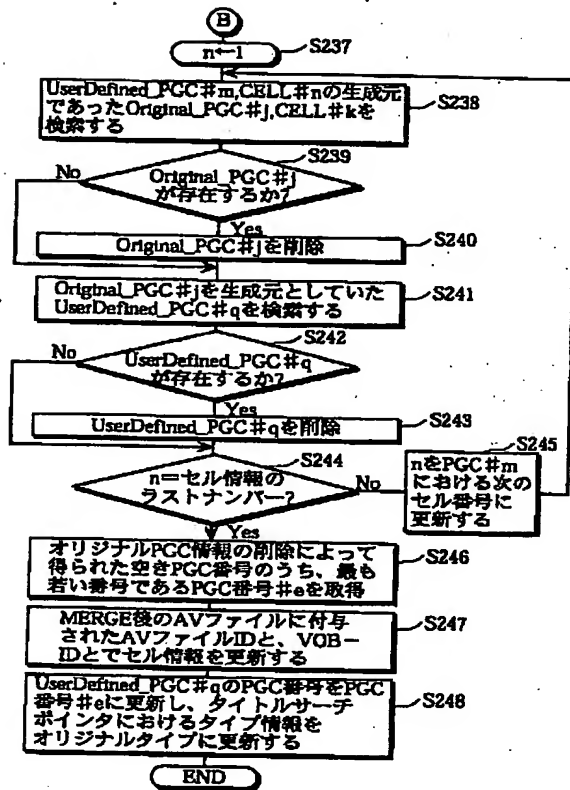 B
n←1
S237
UserDefined_PGC#m,CELL#nの生成元
であったOriginal_PGC#j,CELL#kを
検索する
S238
S239
No
Original_PGC#j
が存在するか?
Yes
Original_PGC#jを削除
S240
Original_PGC#jを生成元としていた
UserDefined_PGC#qを検索する
S241
S242
No
UserDefined_PGC#q
が存在するか?
Yes
UserDefined_PGC#qを削除
S243
S244
n=セル情報の
ラストナンバー?
No
S245
nをPGC#m
における次の
セル番号に
更新する
Yes
オリジナルPGC情報の削除によって
得られた空きPGC番号のうち、最も
若い番号であるPGC番号#eを取得
S246
MERGE後のAVファイルに付与
されたAVファイルIDと、VOB-
IDとでセル情報を更新する
S247
UserDefined_PGC#qのPGC番号をPGC
番号#eに更新し、タイトルサーチ
ポインタにおけるタイプ情報を
オリジナルタイプに更新する
S248
END